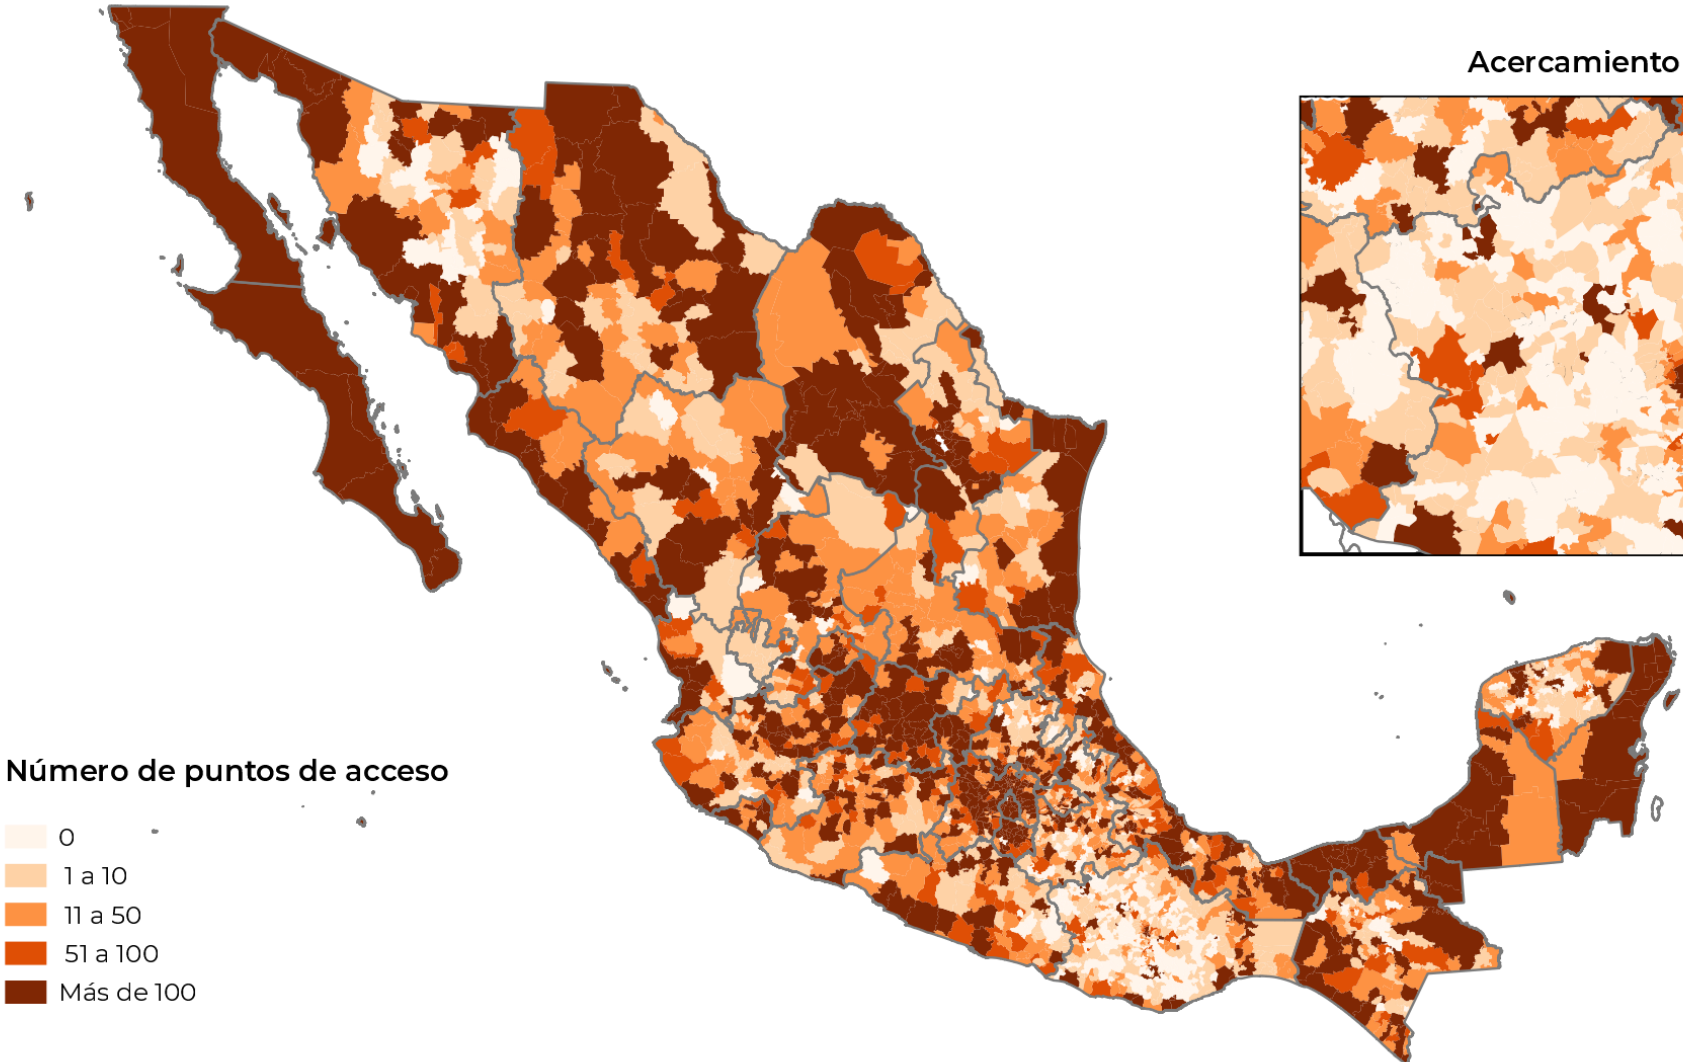 Acercamiento
Número de puntos de acceso
0
1 a 10
11 a 50
51 a 100
Más de 100